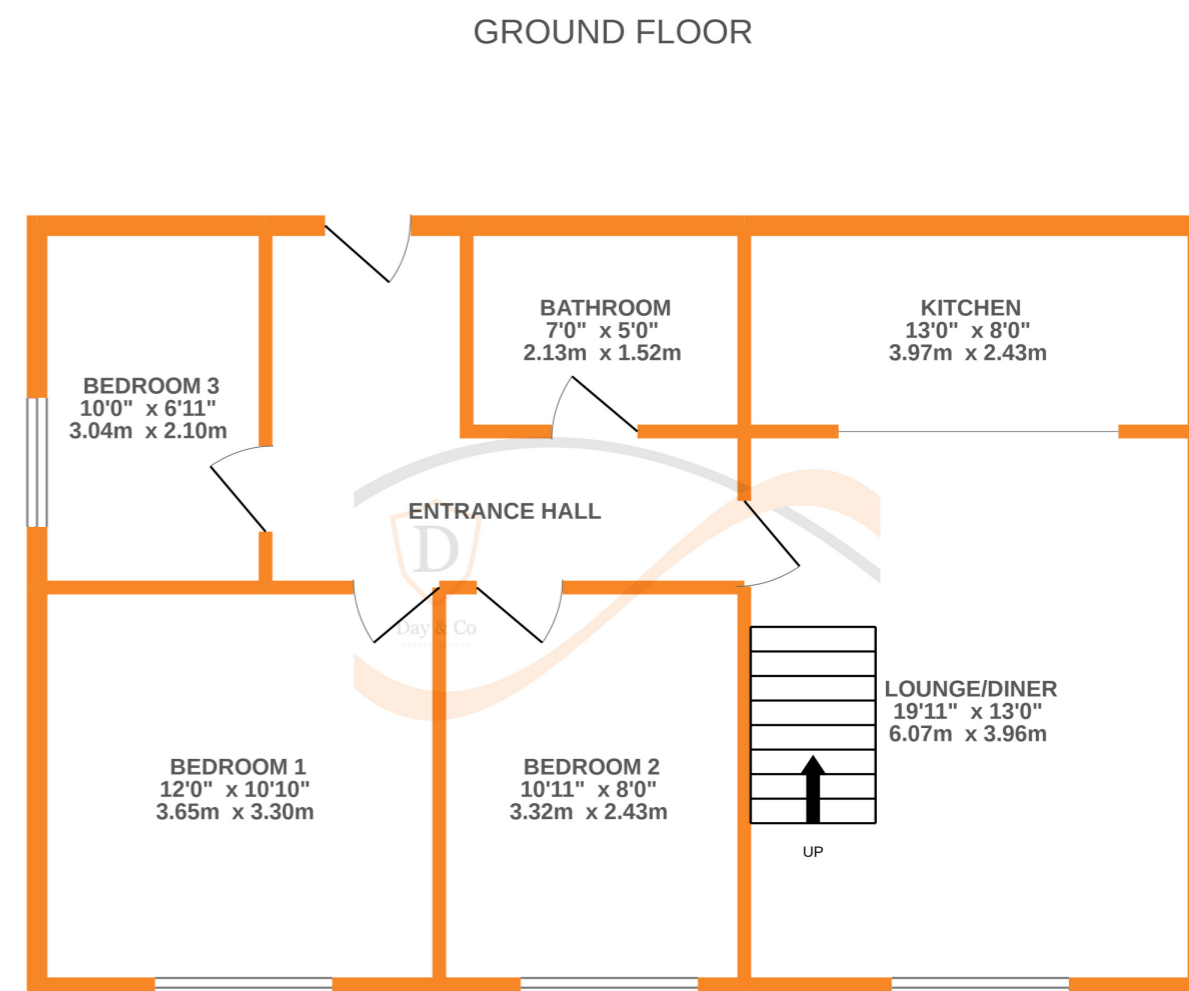 GROUND FLOOR
BATHROOM
7'0" x 5'0"
2.13m x 1.52m
KITCHEN
13'0" x 8'0"
3.97m x 2.43m
BEDROOM 3
10'0" x 6'11"
3.04m x 2.10m
ENTRANCE HALL
D
Day & Co
LOUNGE/DINER
19'11" x 13'0"
6.07m x 3.96m
BEDROOM 1
12'0" x 10'10"
3.65m x 3.30m
BEDROOM 2
10'11" x 8'0"
3.32m x 2.43m
UP